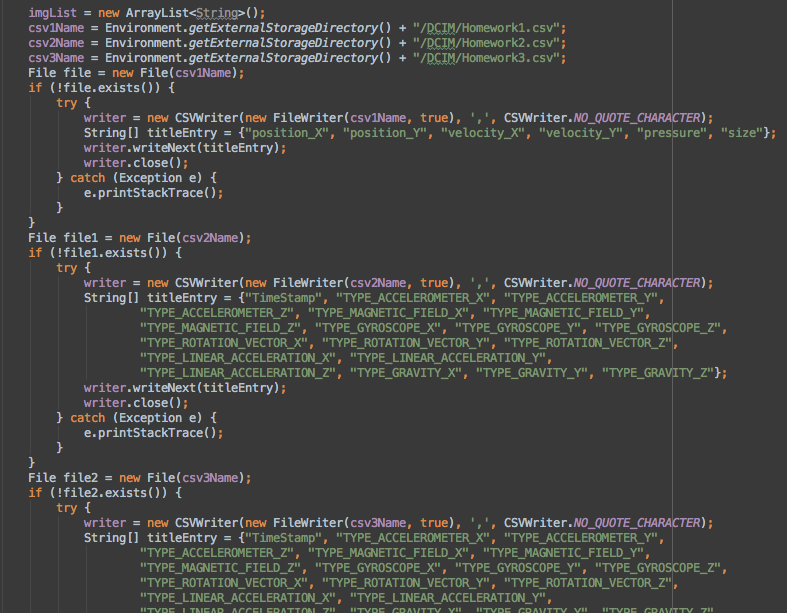 imgList = new ArrayList<String>();
csv1Name = Environment.getExternalStorageDirectory() + "/DCIM/Homework1.csv";
csv2Name = Environment.getExternalStorageDirectory() + "/DCIM/Homework2.csv";
csv3Name = Environment.getExternalStorageDirectory() + "/DCIM/Homework3.csv";
File file = new File(csv1Name);
if (!file.exists()) {
try {
writer = new CSVWriter(new FileWriter(csv1Name, true), ',', CSVWriter.NO_QUOTE_CHARACTER);
String[] titleEntry = {"position_X", "position_Y", "velocity_X", "velocity_Y", "pressure", "size"};
writer.writeNext(titleEntry);
writer.close();
} catch (Exception e) {
e.printStackTrace();
}
}
File file1 = new File(csv2Name);
if (!file1.exists()) {
try {
writer = new CSVWriter(new FileWriter(csv2Name, true), ',', CSVWriter.NO_QUOTE_CHARACTER);
String[] titleEntry = {"TimeStamp", "TYPE_ACCELEROMETER_X", "TYPE_ACCELEROMETER_Y",
"TYPE_ACCELEROMETER_Z", "TYPE_MAGNETIC_FIELD_X", "TYPE_MAGNETIC_FIELD_Y",
"TYPE_MAGNETIC_FIELD_Z", "TYPE_GYROSCOPE_X", "TYPE_GYROSCOPE_Y", "TYPE_GYROSCOPE_Z",
"TYPE_ROTATION_VECTOR_X", "TYPE_ROTATION_VECTOR_Y", "TYPE_ROTATION_VECTOR_Z",
"TYPE_LINEAR_ACCELERATION_X", "TYPE_LINEAR_ACCELERATION_Y",
"TYPE_LINEAR_ACCELERATION_Z", "TYPE_GRAVITY_X", "TYPE_GRAVITY_Y", "TYPE_GRAVITY_Z"};
writer.writeNext(titleEntry);
writer.close();
} catch (Exception e) {
e.printStackTrace();
}
}
File file2 = new File(csv3Name);
if (!file2.exists()) {
try {
writer = new CSVWriter(new FileWriter(csv3Name, true), ',', CSVWriter.NO_QUOTE_CHARACTER);
String[] titleEntry = {"TimeStamp", "TYPE_ACCELEROMETER_X", "TYPE_ACCELEROMETER_Y",
"TYPE_ACCELEROMETER_Z", "TYPE_MAGNETIC_FIELD_X", "TYPE_MAGNETIC_FIELD_Y",
"TYPE_MAGNETIC_FIELD_Z", "TYPE_GYROSCOPE_X", "TYPE_GYROSCOPE_Y", "TYPE_GYROSCOPE_Z",
"TYPE_ROTATION_VECTOR_X", "TYPE_ROTATION_VECTOR_Y", "TYPE_ROTATION_VECTOR_Z",
"TYPE_LINEAR_ACCELERATION_X", "TYPE_LINEAR_ACCELERATION_Y",
"TYPE_LINEAR_ACCELERATION_Z", "TYPE_GRAVITY_X", "TYPE_GRAVITY_Y", "TYPE_GRAVITY_Z"